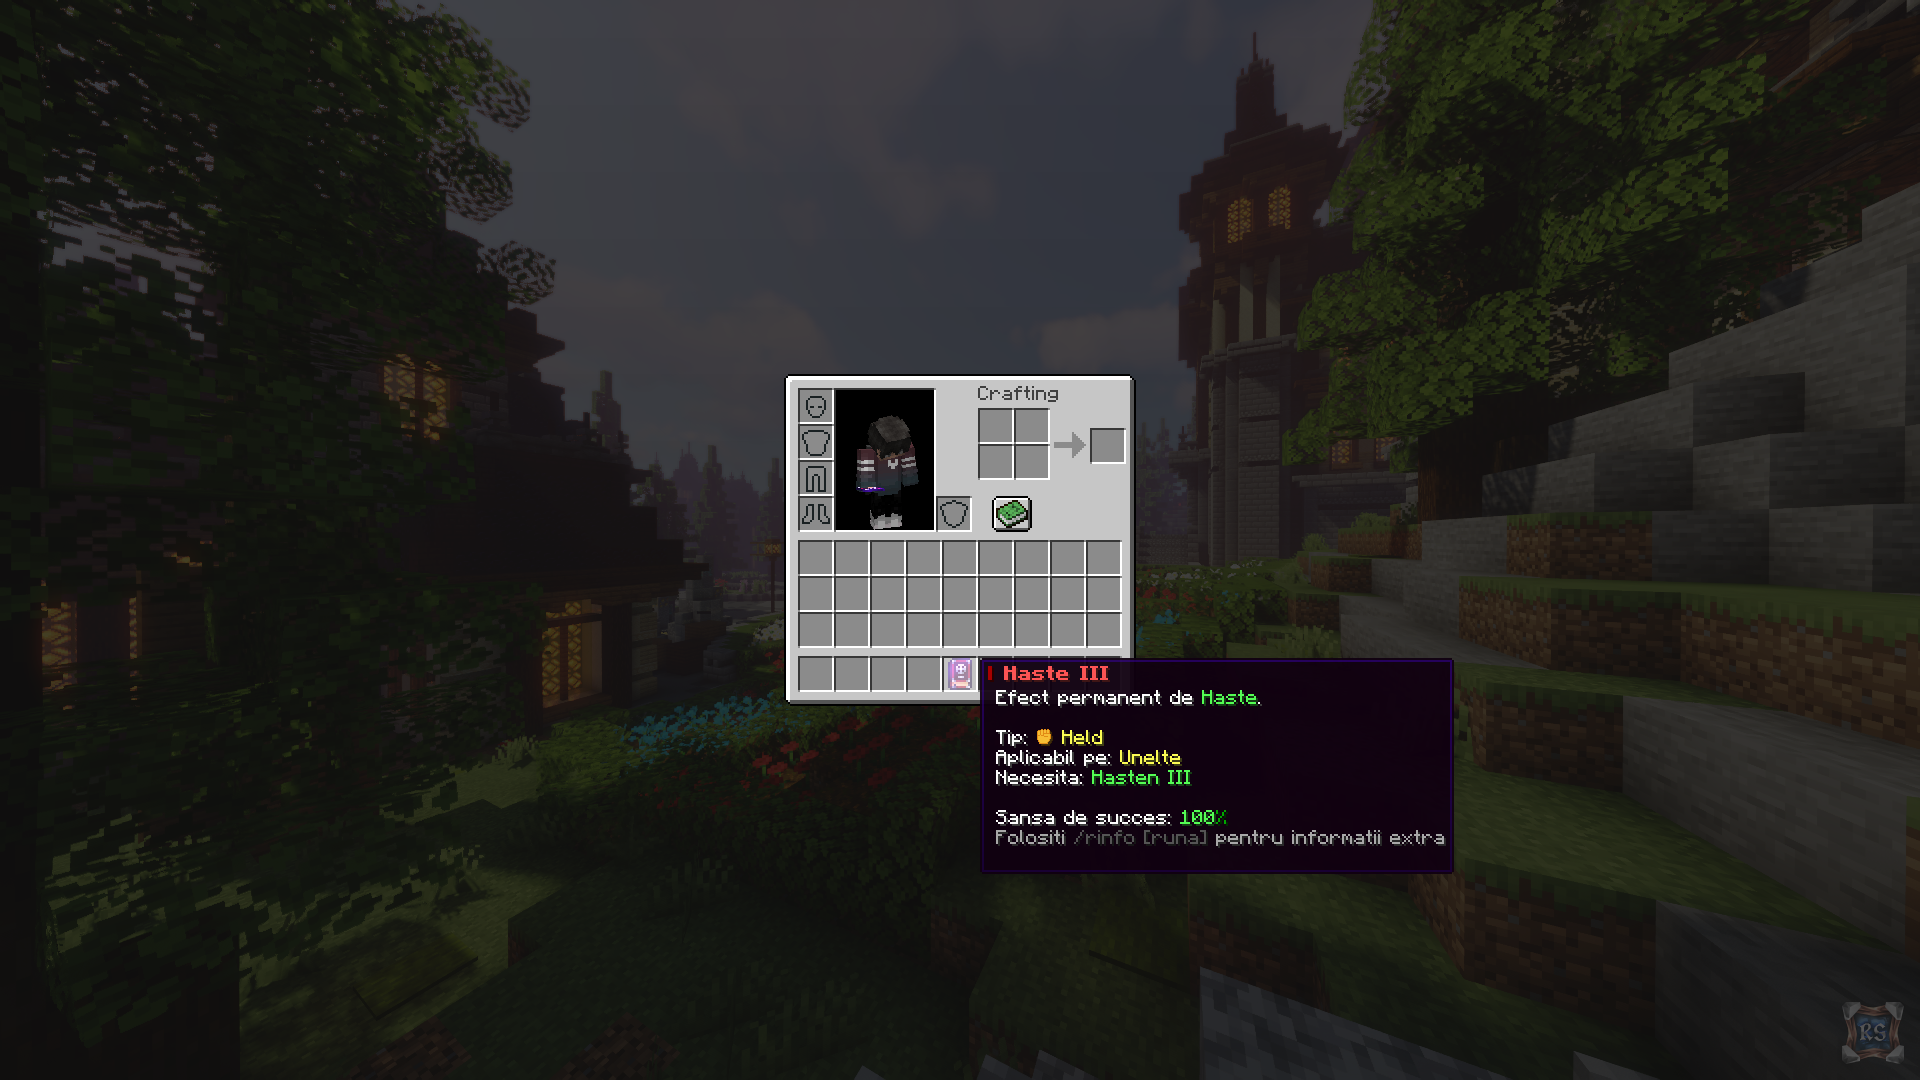 Crafting
Haste III
Efect permanent de Haste.
Tip: ✊ Held
Aplicabil pe: Unelte
Necesita: Hasten III
Sansa de succes: 100%
Folositi /rinfo [runa] pentru informatii extra
RS